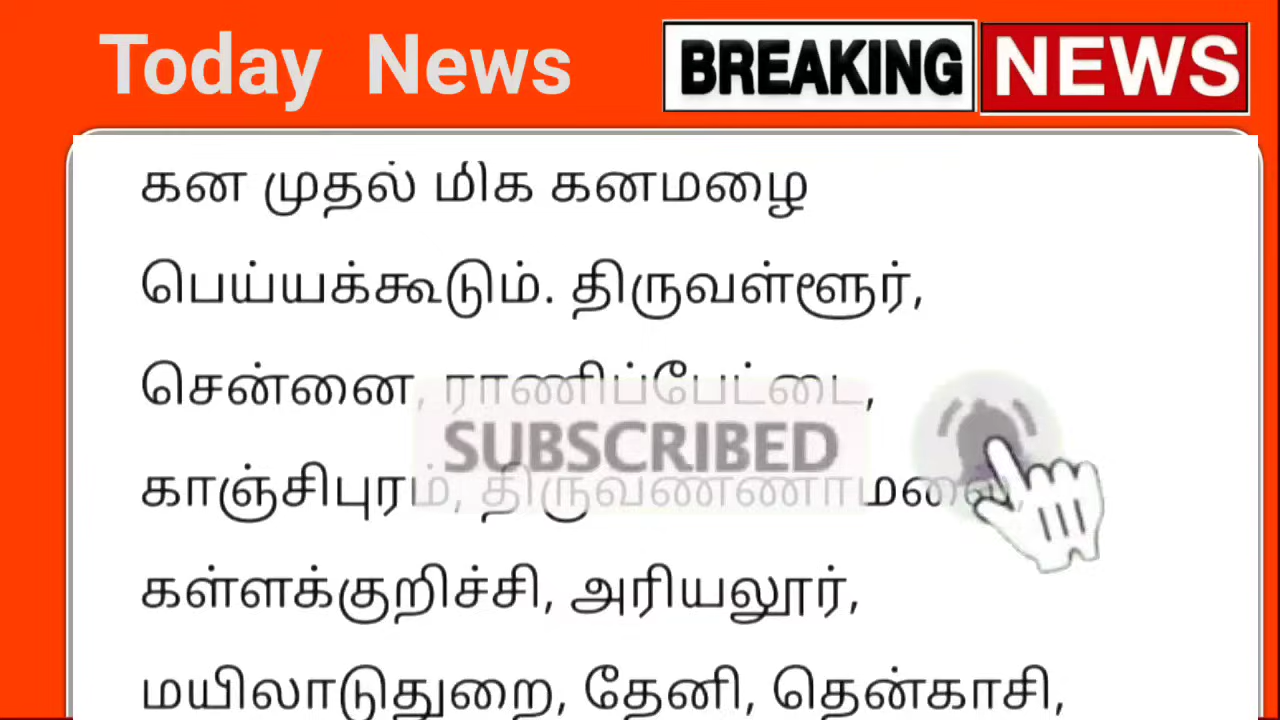 Today News
BREAKING NEWS
கன முதல் மிக கனமழை
பெய்யக்கூடும். திருவள்ளூர்,
சென்னை, ராணிப்பேட்டை,
SUBSCRIBED
காஞ்சிபுரம், திருவண்ணாமலை,
கள்ளக்குறிச்சி, அரியலூர்,
மயிலாடுதுறை, தேனி, தென்காசி,